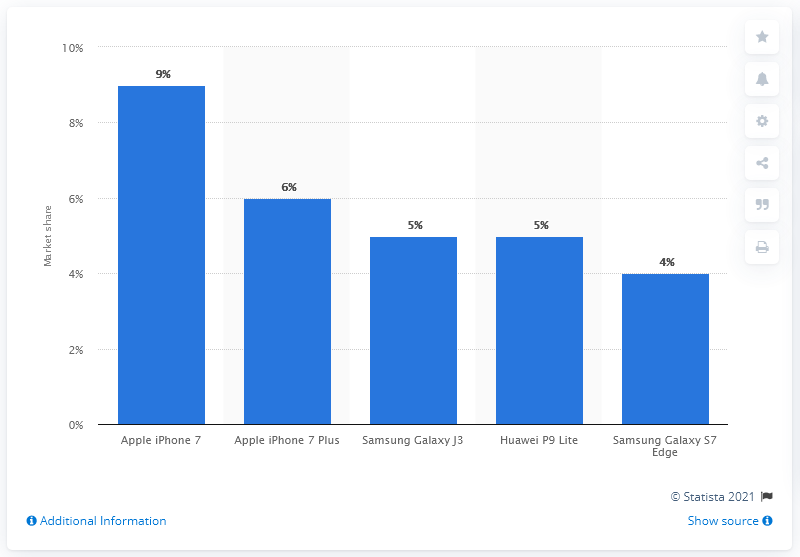 10%
9%
8%
6%
6%
5%
5%
4%
4%
2%
0%
Market share
Apple iPhone 7
Apple iPhone 7 Plus
Samsung Galaxy J3
Huawei P9 Lite
Samsung Galaxy S7
Edge
© Statista 2021
Additional Information
Show source